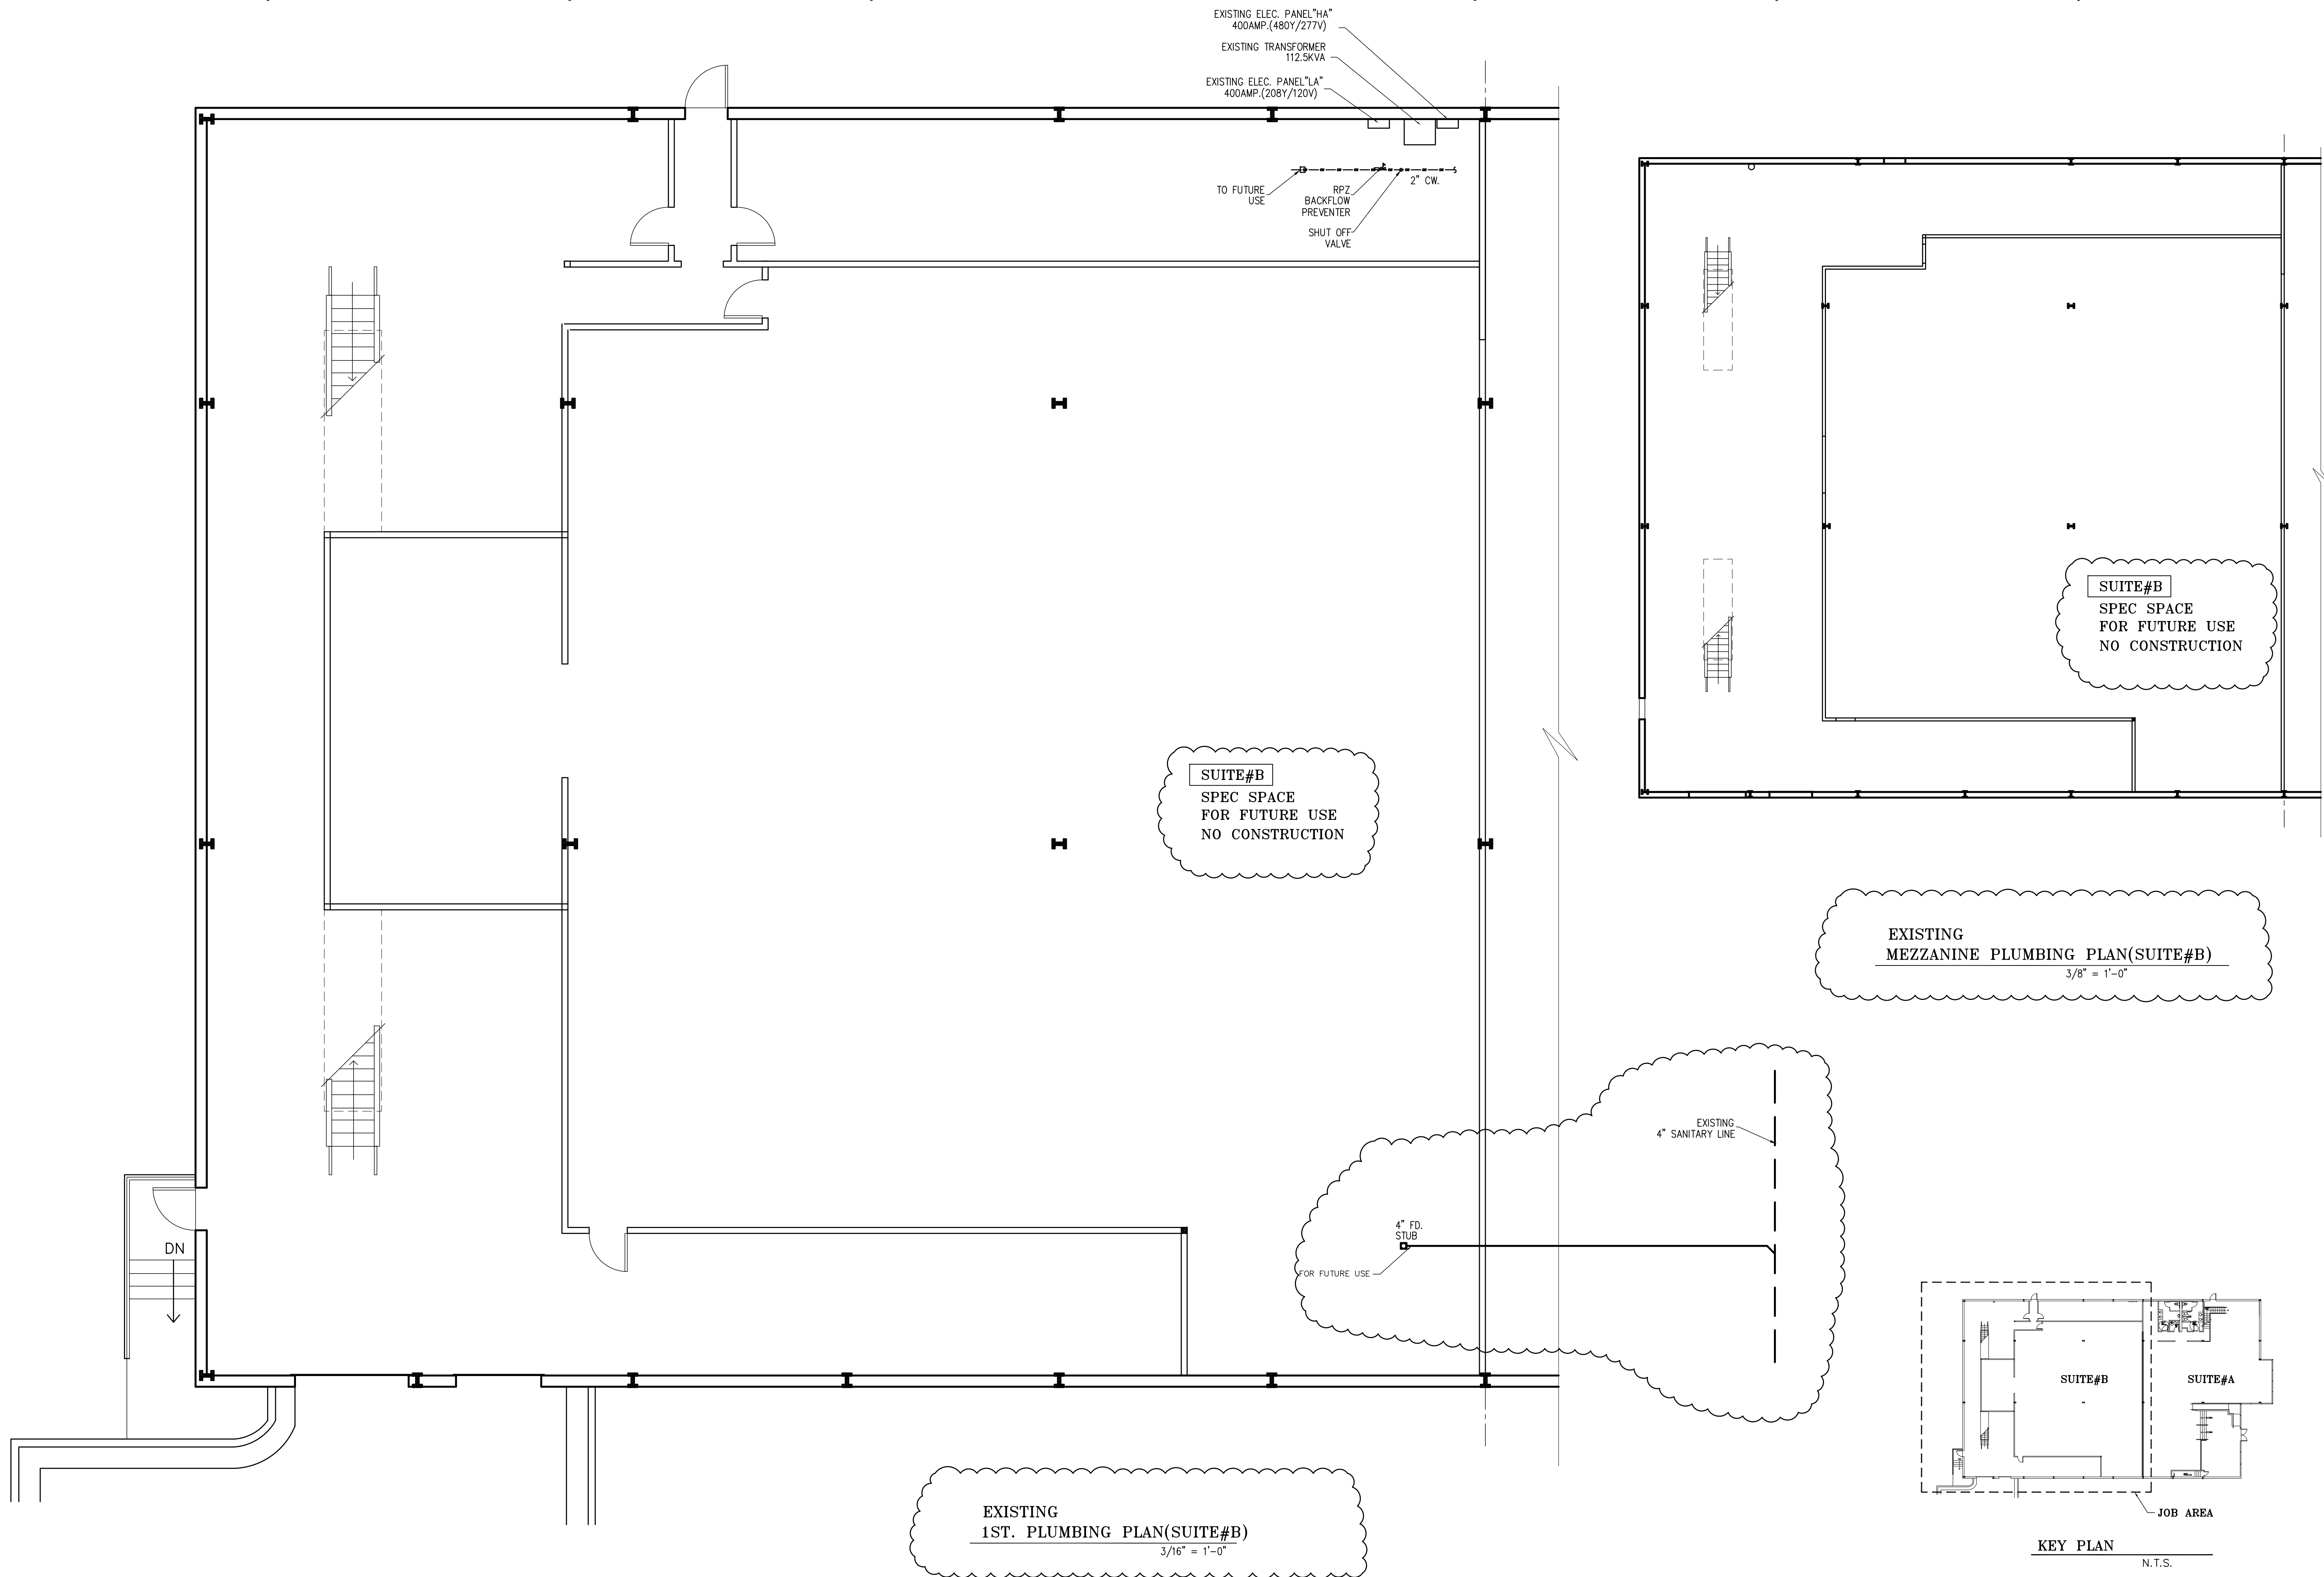 EXISTING ELEC. PANEL"HA"
400AMP.(480Y/277V)
EXISTING TRANSFORMER
112.5KVA
EXISTING ELEC. PANEL"LA"
400AMP.(208Y/120V)
TO FUTURE
USE
RPZ
BACKFLOW
PREVENTER
SHUT OFF
VALVE
2" CW.
SUITE#B
SPEC SPACE
FOR FUTURE USE
NO CONSTRUCTION
SUITE#B
SPEC SPACE
FOR FUTURE USE
NO CONSTRUCTION
EXISTING
MEZZANINE PLUMBING PLAN(SUITE#B)
3/8" = 1'-0"
EXISTING
4" SANITARY LINE
4" FD.
STUB
FOR FUTURE USE
DN
EXISTING
1ST. PLUMBING PLAN(SUITE#B)
3/16" = 1'-0"
SUITE#B
SUITE#A
JOB AREA
KEY PLAN
N.T.S.